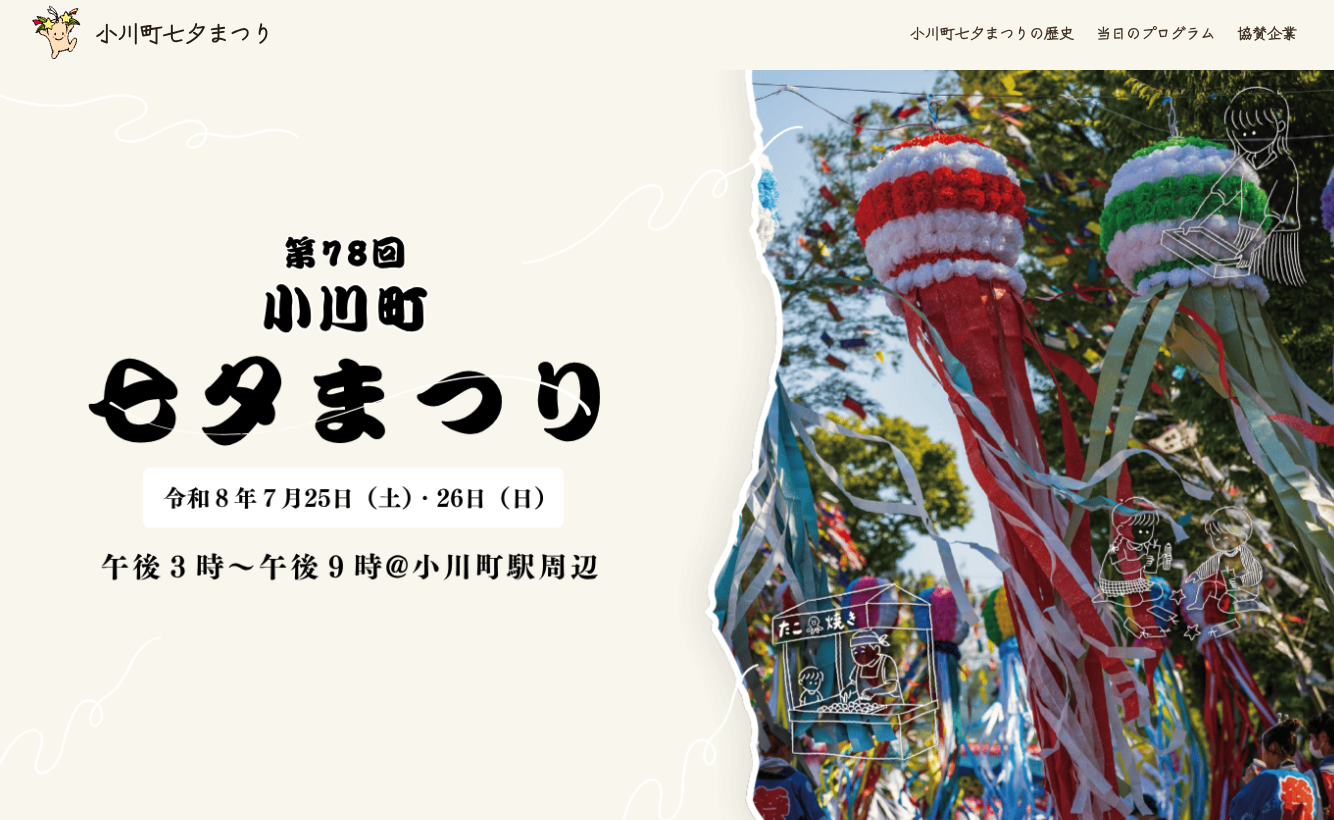 小川町七夕まつり
小川町七夕まつりの歴史 当日のプログラム 協賛企業
第78回
小川町
七夕まつり
令和８年７月25日（土）・26日（日）
午後３時～午後９時@小川町駅周辺
たこ焼き